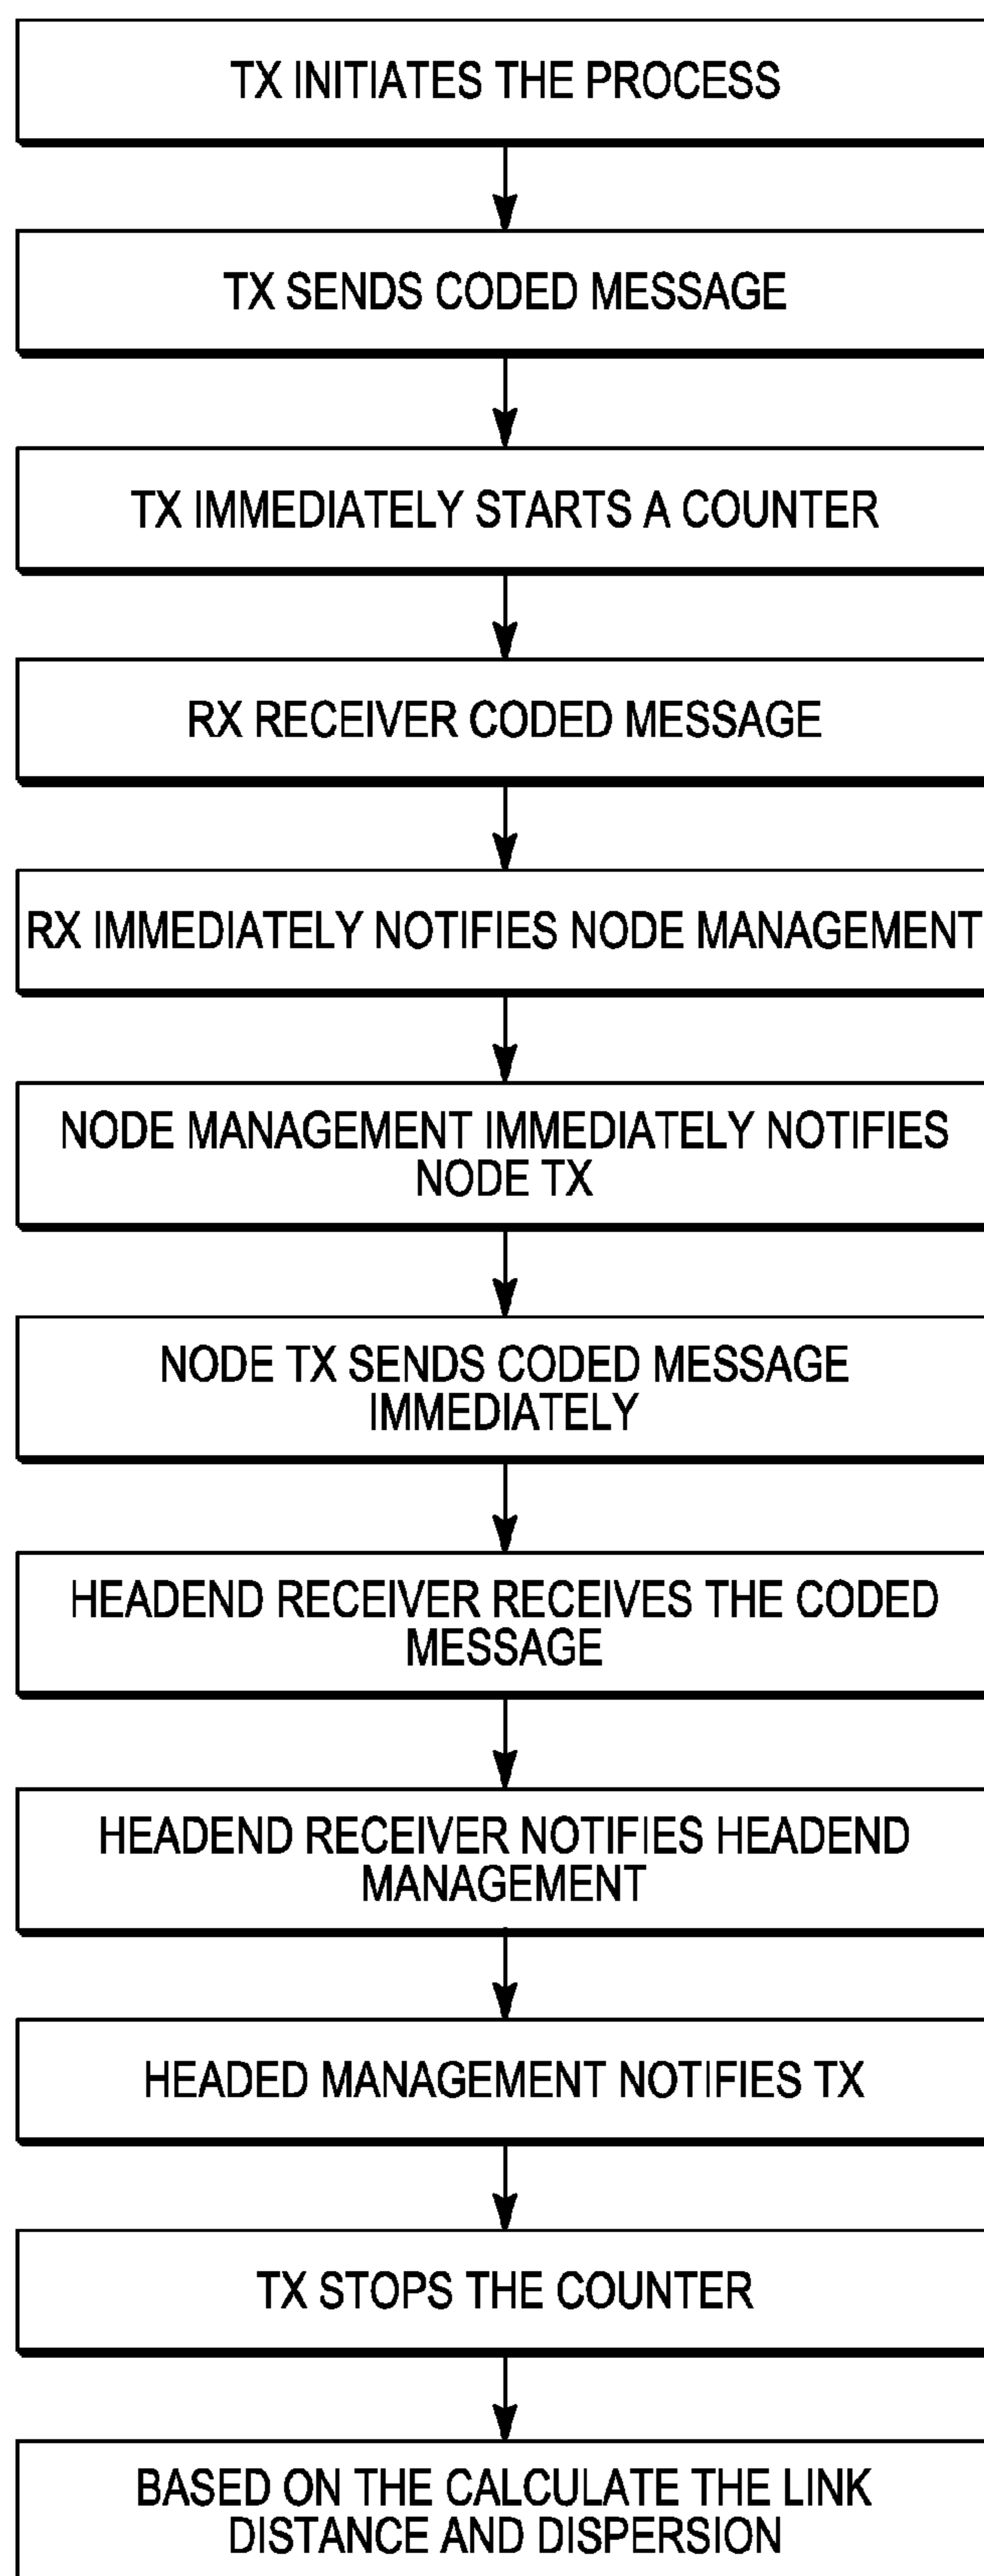 TX INITIATES THE PROCESS
TX SENDS CODED MESSAGE
TX IMMEDIATELY STARTS A COUNTER
RX RECEIVER CODED MESSAGE
RX IMMEDIATELY NOTIFIES NODE MANAGEMENT
NODE MANAGEMENT IMMEDIATELY NOTIFIES
NODE TX
NODE TX SENDS CODED MESSAGE
IMMEDIATELY
HEADEND RECEIVER RECEIVES THE CODED
MESSAGE
HEADEND RECEIVER NOTIFIES HEADEND
MANAGEMENT
HEADED MANAGEMENT NOTIFIES TX
TX STOPS THE COUNTER
BASED ON THE CALCULATE THE LINK
DISTANCE AND DISPERSION